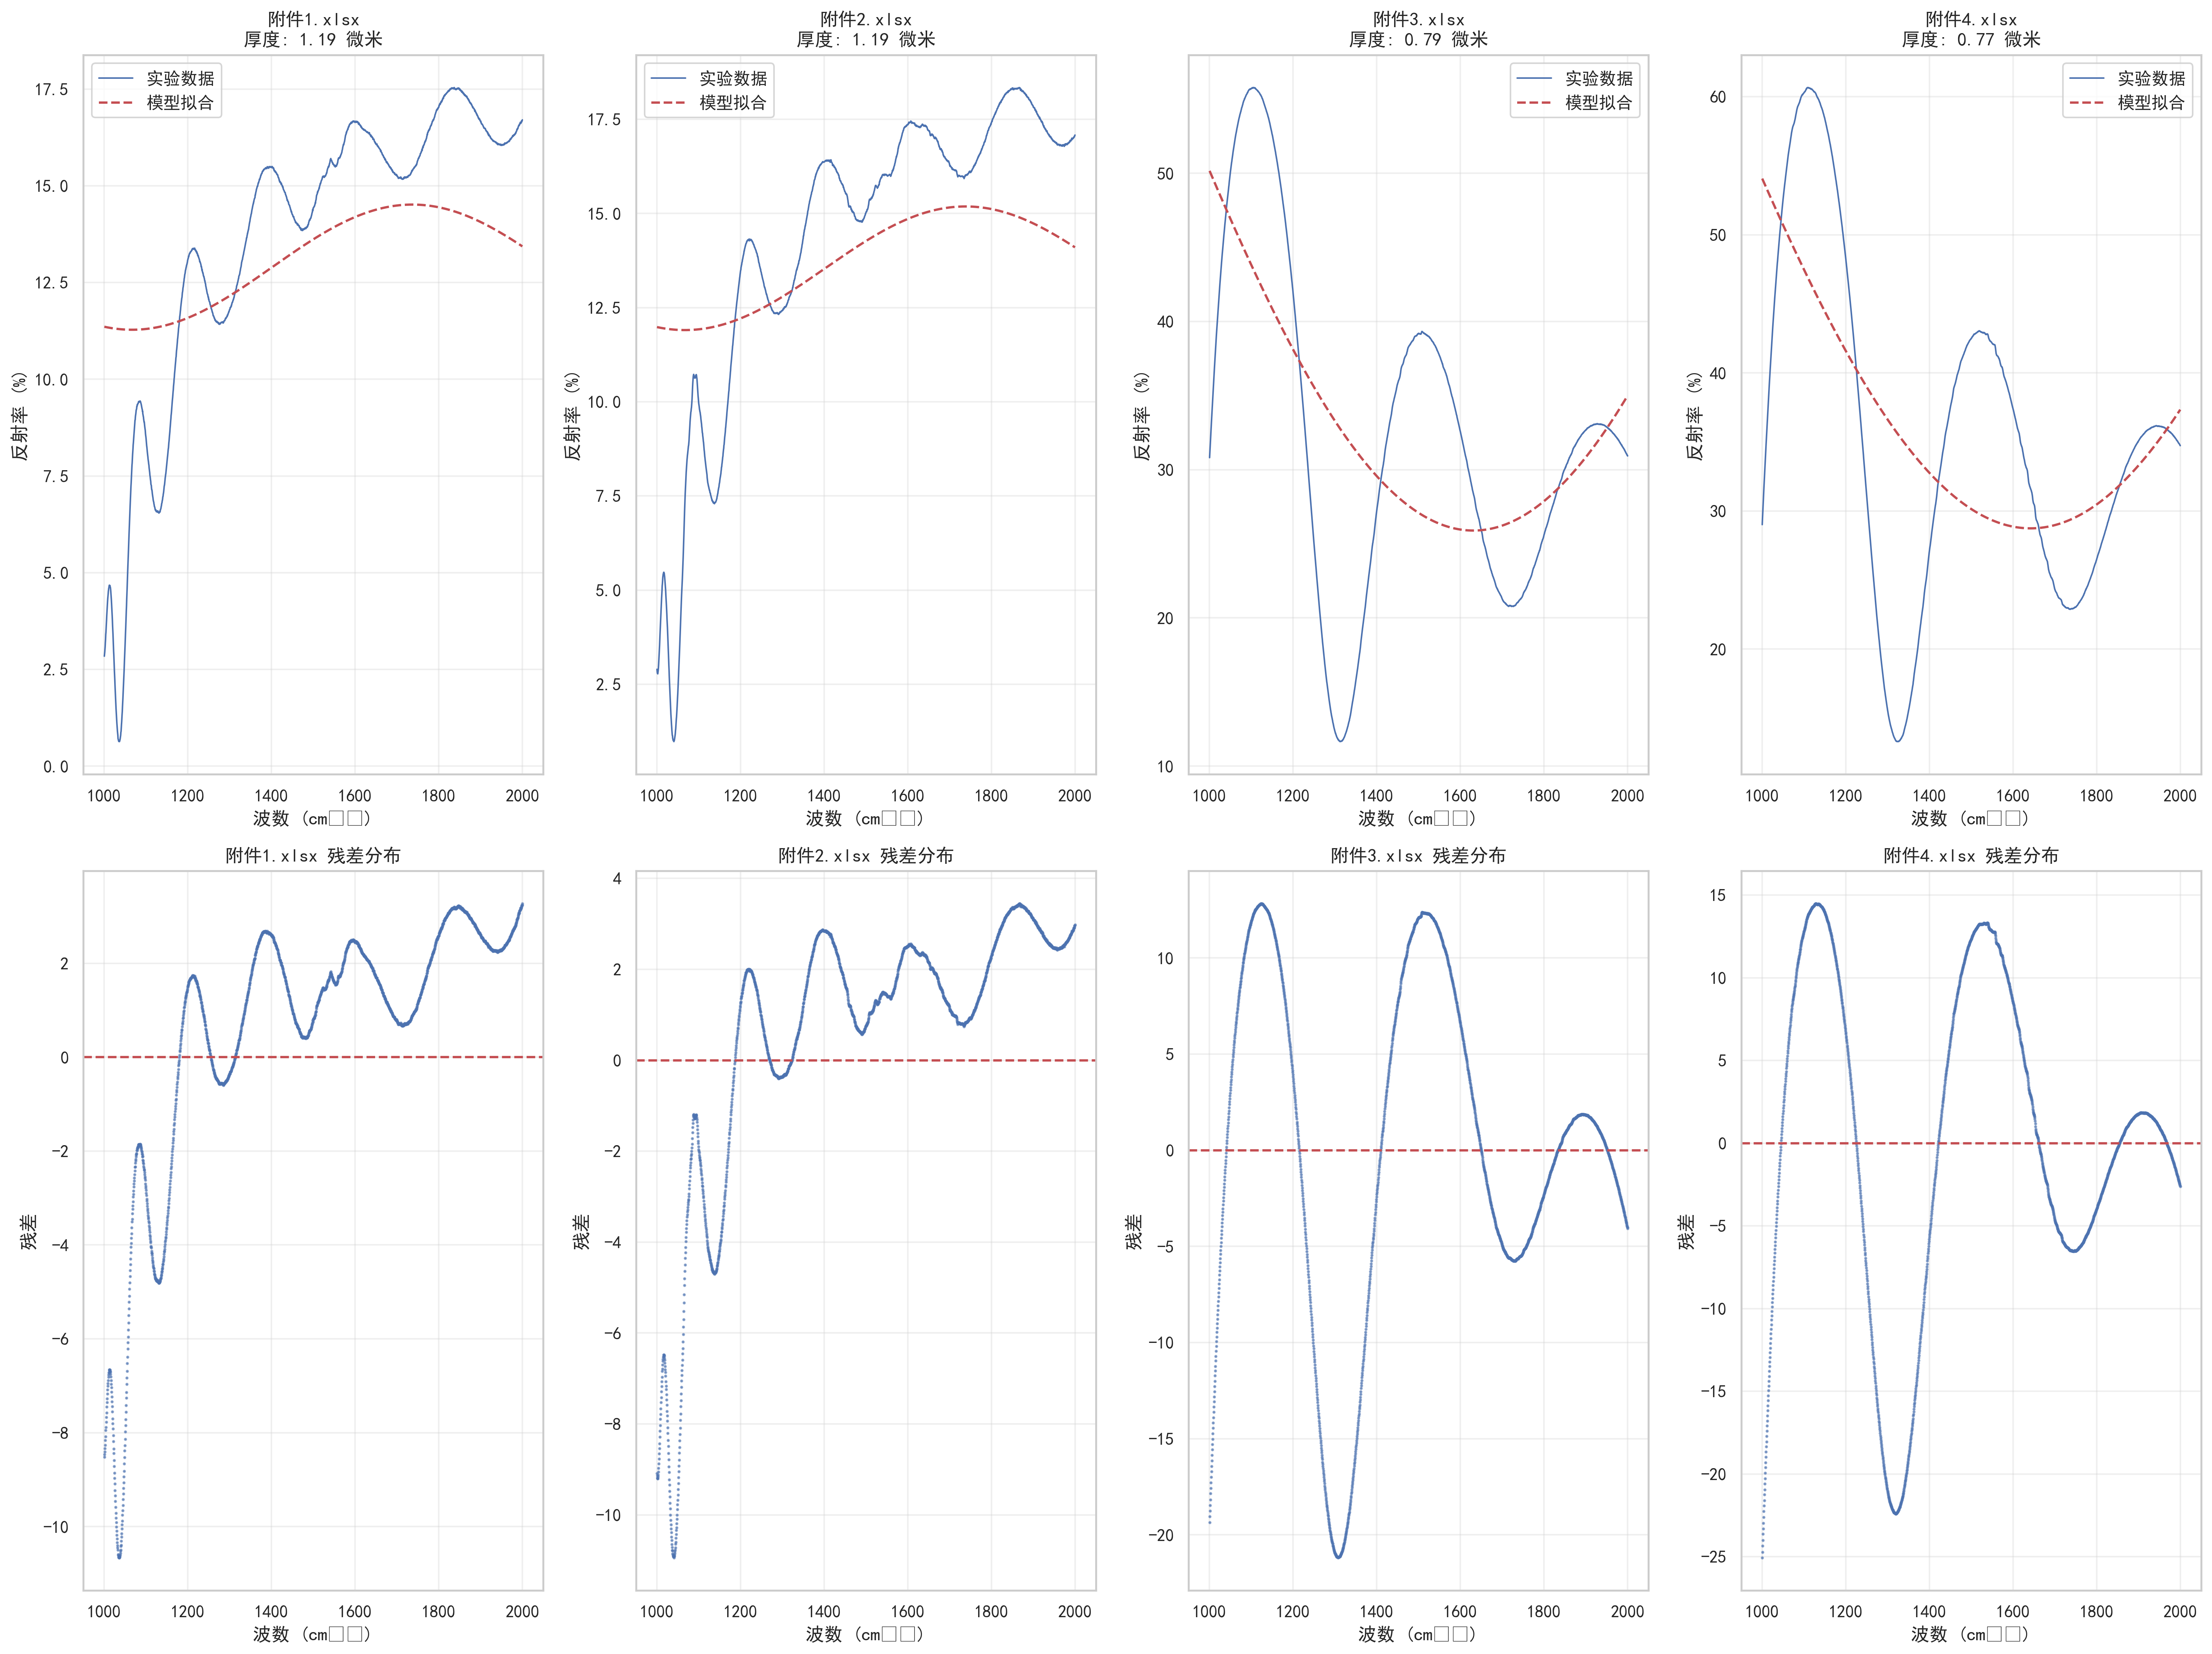 附件1.xlsx
厚度: 1.19 微米
实验数据
模型拟合
反射率 (%)
17.5
15.0
12.5
10.0
7.5
5.0
2.5
0.0
1000 1200 1400 1600 1800 2000
波数 (cm□□)
附件2.xlsx
厚度: 1.19 微米
实验数据
模型拟合
反射率 (%)
17.5
15.0
12.5
10.0
7.5
5.0
2.5
1000 1200 1400 1600 1800 2000
波数 (cm□□)
附件3.xlsx
厚度: 0.79 微米
实验数据
模型拟合
反射率 (%)
50
40
30
20
10
1000 1200 1400 1600 1800 2000
波数 (cm□□)
附件4.xlsx
厚度: 0.77 微米
实验数据
模型拟合
反射率 (%)
60
50
40
30
20
1000 1200 1400 1600 1800 2000
波数 (cm□□)
附件1.xlsx 残差分布
残差
2
0
−2
−4
−6
−8
−10
1000 1200 1400 1600 1800 2000
波数 (cm□□)
附件2.xlsx 残差分布
残差
4
2
0
−2
−4
−6
−8
−10
1000 1200 1400 1600 1800 2000
波数 (cm□□)
附件3.xlsx 残差分布
残差
10
5
0
−5
−10
−15
−20
1000 1200 1400 1600 1800 2000
波数 (cm□□)
附件4.xlsx 残差分布
残差
15
10
5
0
−5
−10
−15
−20
−25
1000 1200 1400 1600 1800 2000
波数 (cm□□)